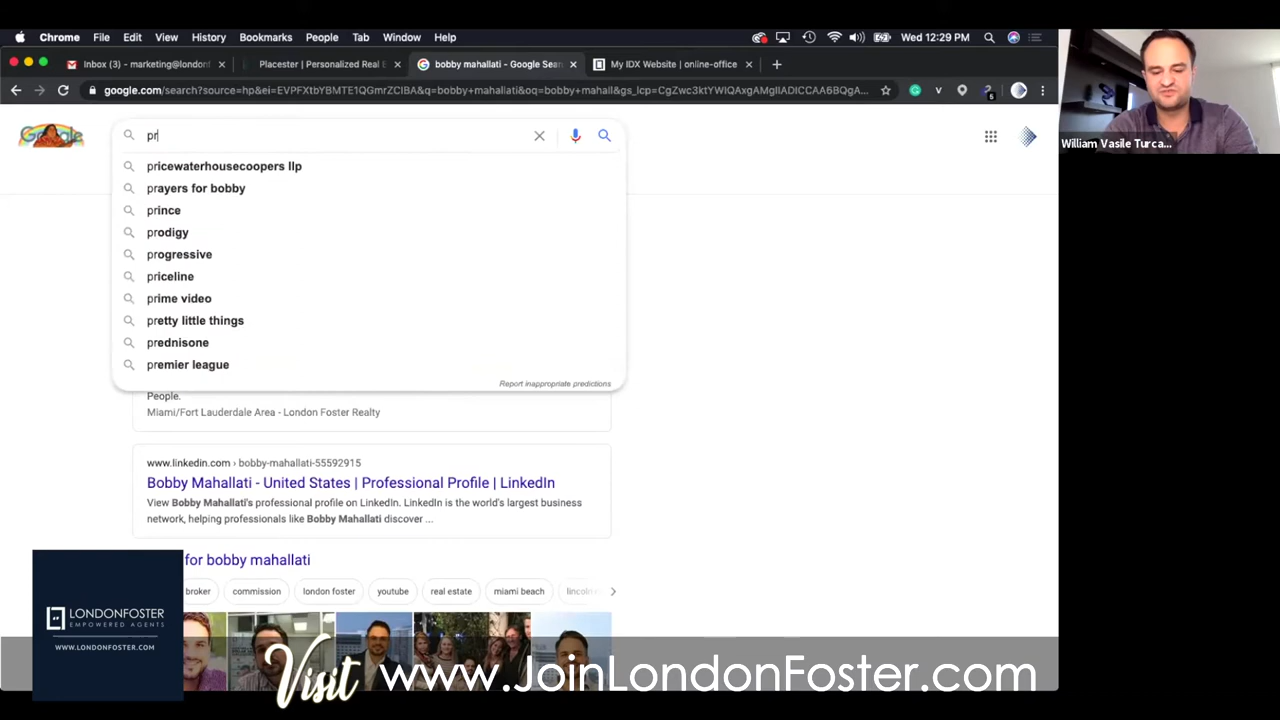 Chrome File Edit View History Bookmarks People Tab Window Help Wed 12:29 PM
Inbox (3) - marketing@londonf Placester | Personalized Real E bobby mahallati - Google Sear My IDX Website | online-office
google.com/search?source=hp&ei=EVPFXtbYBMTE1QGmrZCIBA&q=bobby+mahallati&oq=bobby+mahall&gs_lcp=CgZwc3ktYWIQAxgAMgIIADICCAA6BQgA...
Google
pr
pricewaterhousecoopers llp
prayers for bobby
prince
prodigy
progressive
priceline
prime video
pretty little things
prednisone
premier league
Report inappropriate predictions
People.
Miami/Fort Lauderdale Area - London Foster Realty
www.linkedin.com › bobby-mahallati-55592915
Bobby Mahallati - United States | Professional Profile | LinkedIn
View Bobby Mahallati's professional profile on LinkedIn. LinkedIn is the world's largest business
network, helping professionals like Bobby Mahallati discover ...
for bobby mahallati
broker commission london foster youtube real estate miami beach lincoln
William Vasile Turca...
LONDONFOSTER
EMPOWERED AGENTS
WWW.LONDONFOSTER.COM
Visit www.JoinLondonFoster.com